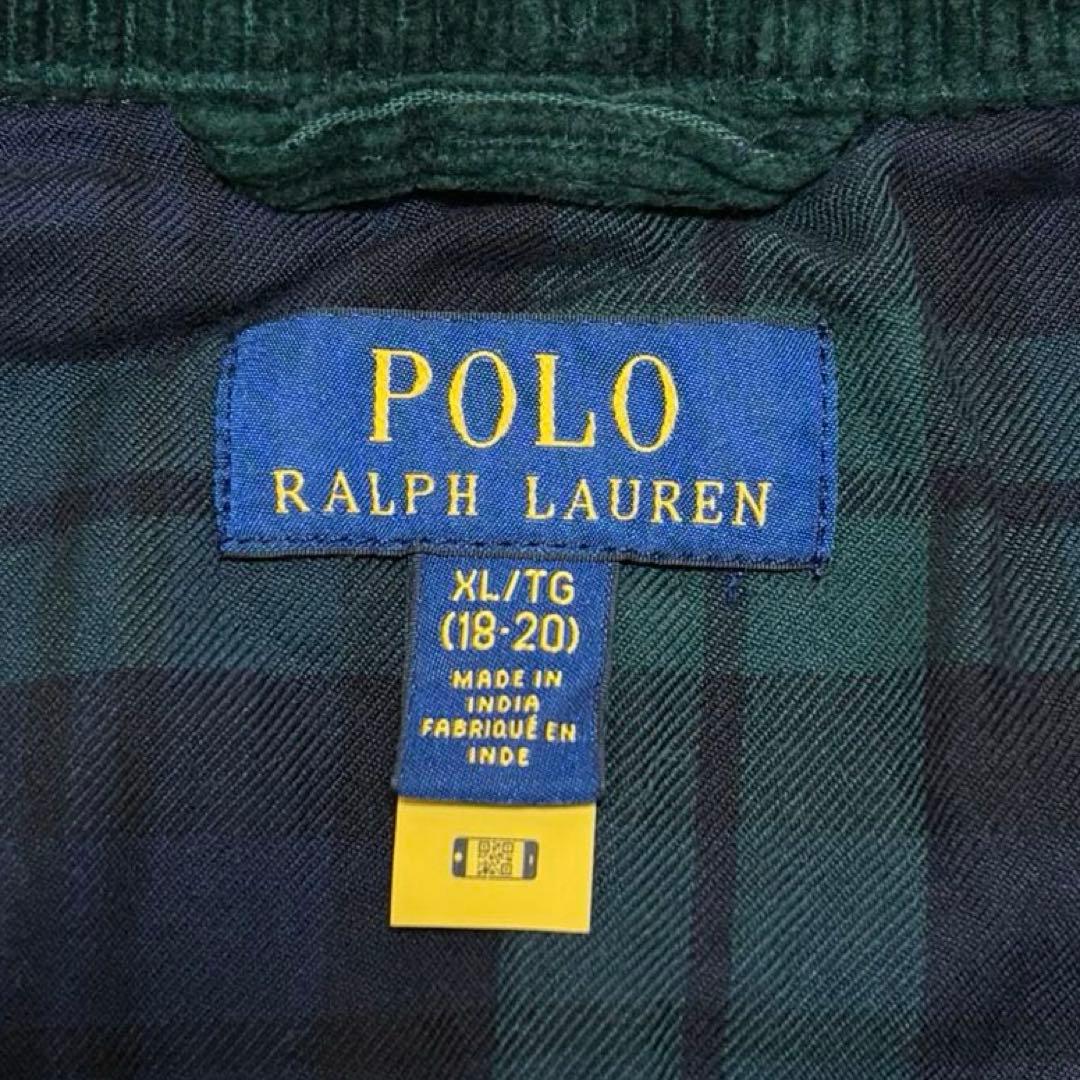 POLO
RALPH LAUREN
XL/TG
(18-20)
MADE IN
INDIA
FABRIQUÉ EN
INDE